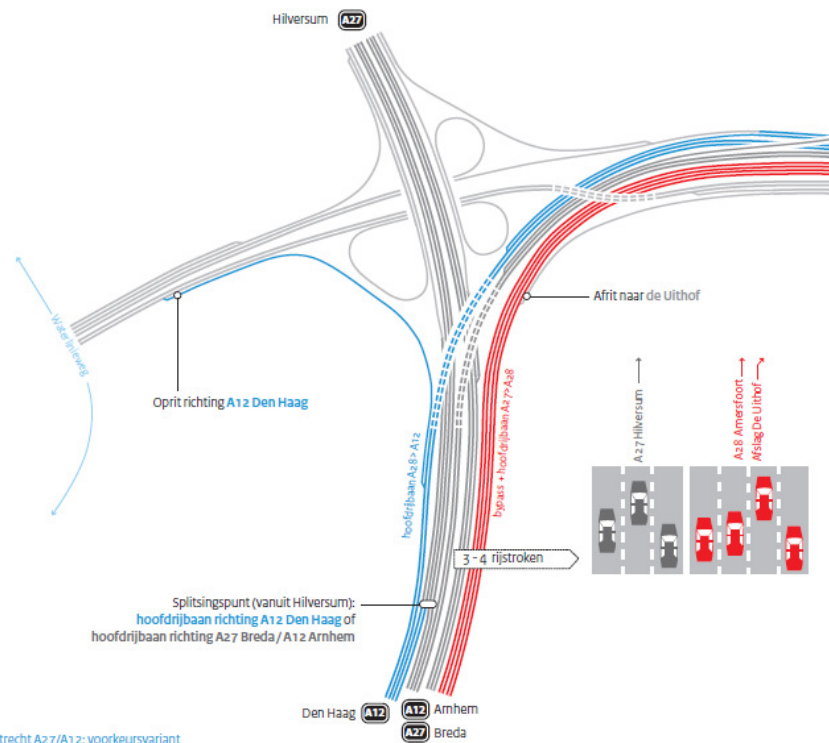 Hilversum A27
Waterlinieweg
Afrit naar de Uithof
Oprit richting A12 Den Haag
hoofdrijbaan A28 > A12
bypass + hoofdrijbaan A27>A28
A27 Hilversum
A28 Amersfoort
Afslag De Uithof
3 - 4 rijstroken
Splitsingspunt (vanuit Hilversum):
hoofdrijbaan richting A12 Den Haag of
hoofdrijbaan richting A27 Breda / A12 Arnhem
Den Haag A12
A12 Arnhem
A27 Breda
trecht A27/A12: voorkeursvariant